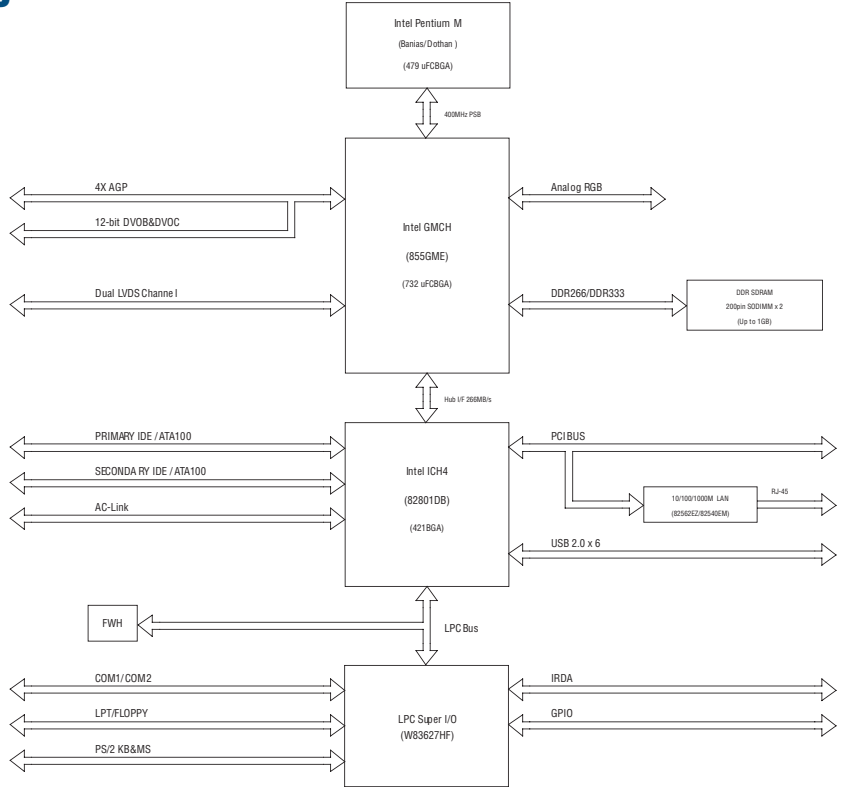 Intel Pentium M
(Banias/Dothan )
(479 uFCBGA)
400MHz PSB
4X AGP
12-bit DVOB&DVOC
Dual LVDS Channel
Intel GMCH
(855GME)
(732 uFCBGA)
Analog RGB
DDR266/DDR333
DDR SDRAM
200pin SODIMM x 2
(Up to 1GB)
Hub I/F 266MB/s
PRIMARY IDE / ATA100
SECONDARY IDE / ATA100
AC-Link
Intel ICH4
(82801DB)
(421BGA)
PCI BUS
10/100/1000M LAN
(82562EZ/82540EM)
RJ-45
USB 2.0 x 6
FWH
LPC Bus
COM1/COM2
LPT/FLOPPY
PS/2 KB&MS
LPC Super I/O
(W83627HF)
IRDA
GPIO